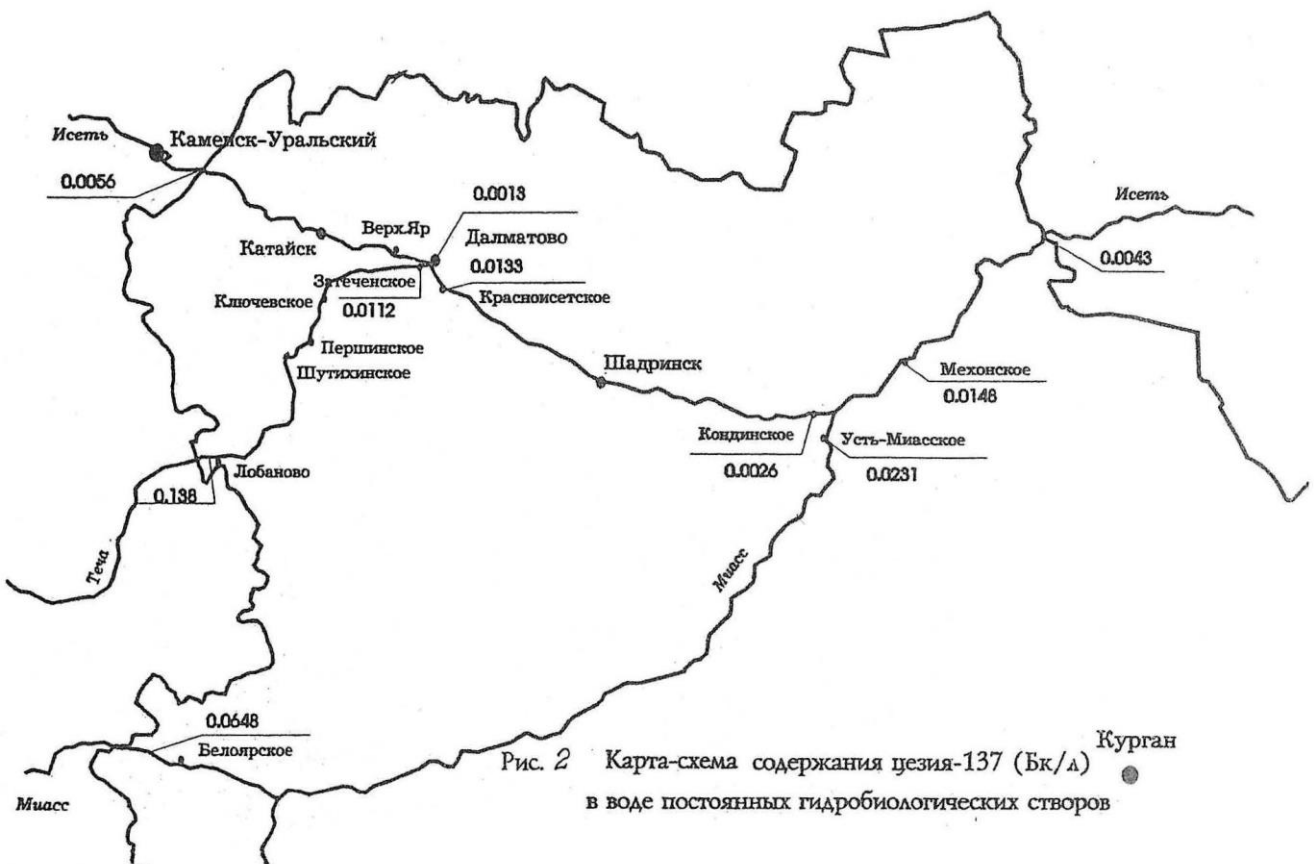 Исеть
Каменск-Уральский
0.0056
0.0013
Исеть
Верх.Яр
Далматово
Катайск
0.0133
0.0043
Затеченское
Ключевское
0.0112
Красноисетское
Першинское
Шутихинское
Шадринск
Мехонское
0.0148
Кондинское
Усть-Миасское
0.0026
0.0231
Лобаново
0.138
Теча
Миасс
0.0648
Белоярское
Миасс
Курган
Рис. 2 Карта-схема содержания цезия-137 (Бк/л)
в воде постоянных гидробиологических створов